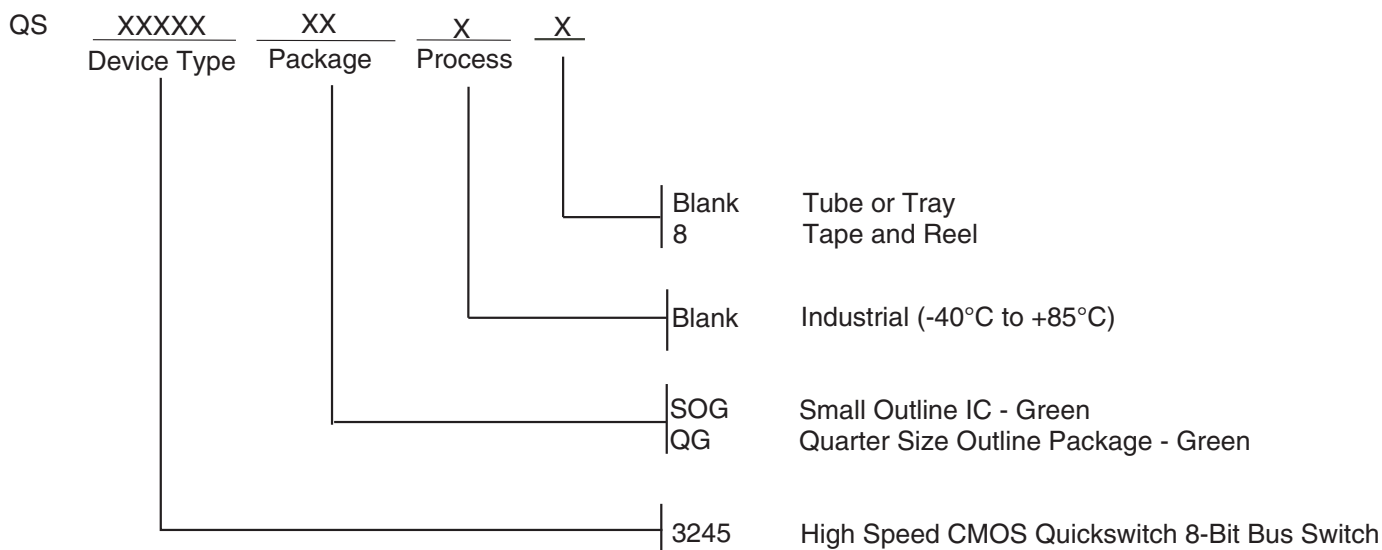 QS XXXXX XX X X
Device Type Package Process
Blank Tube or Tray
8 Tape and Reel
Blank Industrial (-40°C to +85°C)
SOG Small Outline IC - Green
QG Quarter Size Outline Package - Green
3245 High Speed CMOS Quickswitch 8-Bit Bus Switch